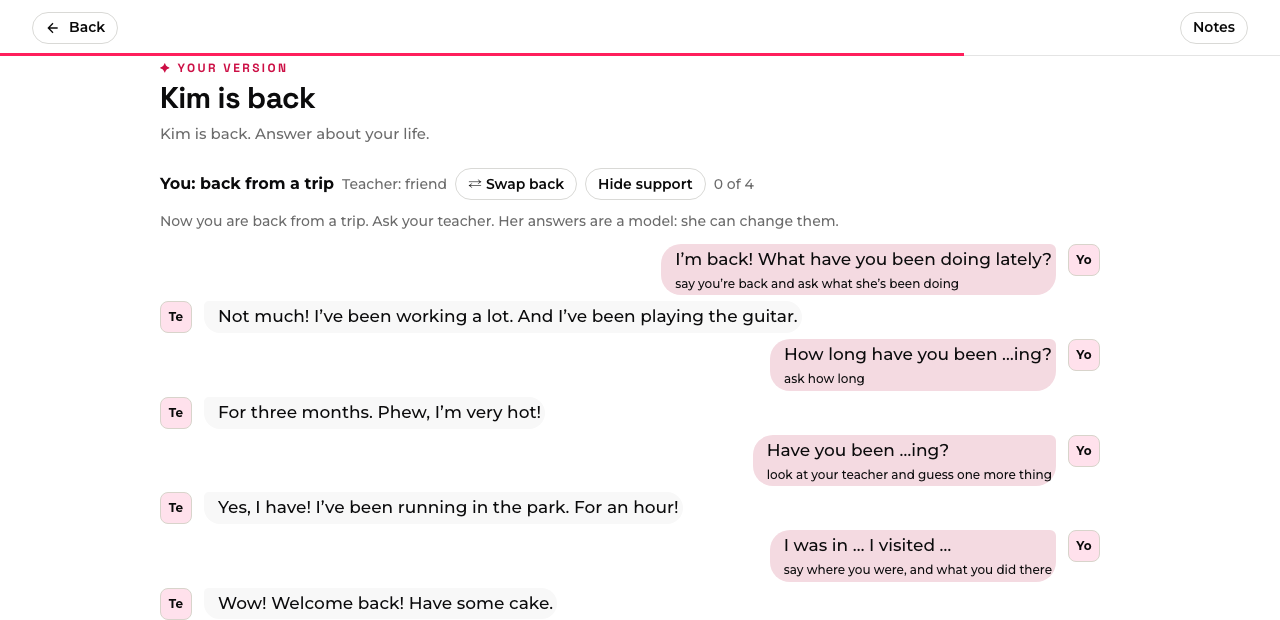 ← Back
Notes
✦ YOUR VERSION
Kim is back
Kim is back. Answer about your life.
You: back from a trip Teacher: friend ⇄ Swap back Hide support 0 of 4
Now you are back from a trip. Ask your teacher. Her answers are a model: she can change them.
I’m back! What have you been doing lately? Yo
say you’re back and ask what she’s been doing
Te Not much! I’ve been working a lot. And I’ve been playing the guitar.
How long have you been …ing? Yo
ask how long
Te For three months. Phew, I’m very hot!
Have you been …ing? Yo
look at your teacher and guess one more thing
Te Yes, I have! I’ve been running in the park. For an hour!
I was in … I visited … Yo
say where you were, and what you did there
Te Wow! Welcome back! Have some cake.